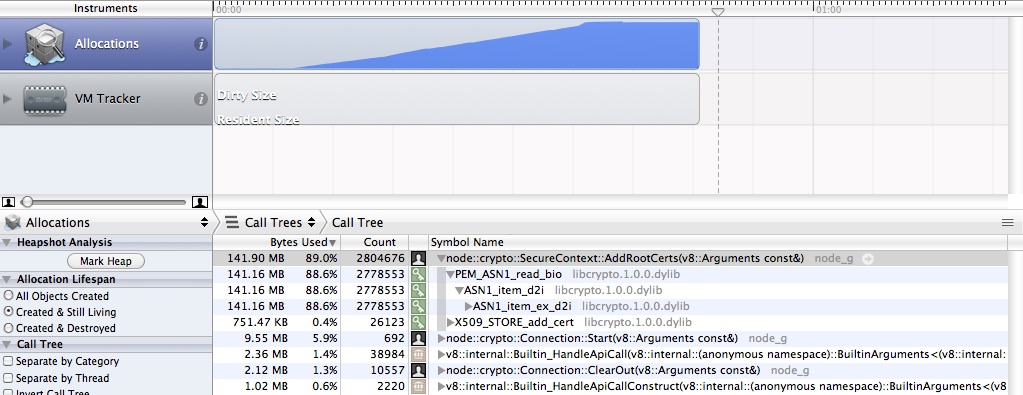 Instruments 00:00 01:00
Allocations
VM Tracker
Dirty Size
Resident Size
Allocations Call Trees Call Tree
Heapshot Analysis Bytes Used Count Symbol Name
Mark Heap 141.90 MB 89.0% 2804676 node::crypto::SecureContext::AddRootCerts(v8::Arguments const&) node_g
Allocation Lifespan 141.16 MB 88.6% 2778553 PEM_ASN1_read_bio libcrypto.1.0.0.dylib
All Objects Created 141.16 MB 88.6% 2778553 ASN1_item_d2i libcrypto.1.0.0.dylib
Created & Still Living 141.16 MB 88.6% 2778553 ASN1_item_ex_d2i libcrypto.1.0.0.dylib
Created & Destroyed 751.47 KB 0.4% 26123 X509_STORE_add_cert libcrypto.1.0.0.dylib
Call Tree 9.55 MB 5.9% 692 node::crypto::Connection::Start(v8::Arguments const&) node_g
Separate by Category 2.36 MB 1.4% 38984 v8::internal::Builtin_HandleApiCall(v8::internal::(anonymous namespace)::BuiltinArguments<(v8::internal:
Separate by Thread 2.12 MB 1.3% 10557 node::crypto::Connection::ClearOut(v8::Arguments const&) node_g
Invert Call Tree 1.02 MB 0.6% 2220 v8::internal::Builtin_HandleApiCallConstruct(v8::internal::(anonymous namespace)::BuiltinArguments<(v8